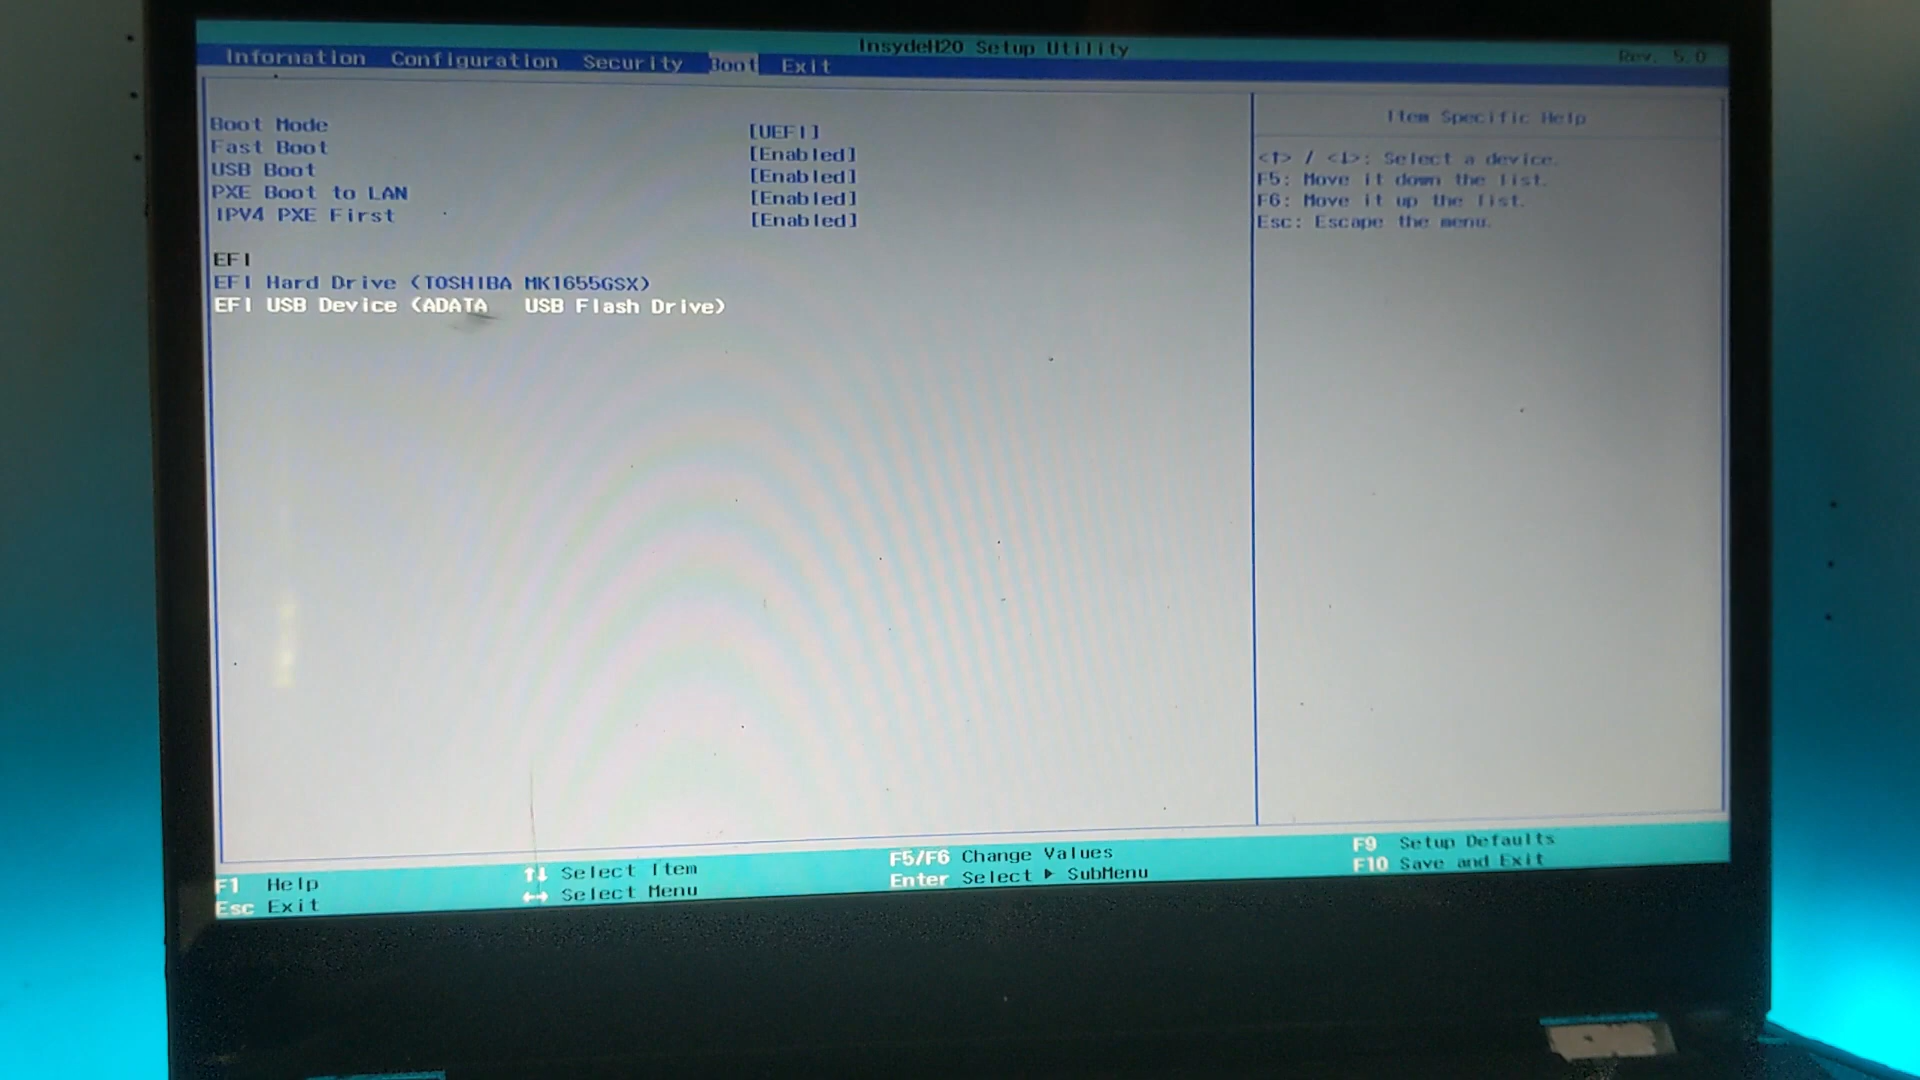 InsydeH20 Setup Utility Rev. 5.0
Information Configuration Security Boot Exit
Boot Mode [UEFI]
Fast Boot [Enabled]
USB Boot [Enabled]
PXE Boot to LAN [Enabled]
IPV4 PXE First [Enabled]
EFI
EFI Hard Drive (TOSHIBA MK1655GSX)
EFI USB Device (ADATA USB Flash Drive)
Item Specific Help
<↑> / <↓>: Select a device.
F5: Move it down the list.
F6: Move it up the list.
Esc: Escape the menu.
F1 Help ↑↓ Select Item F5/F6 Change Values F9 Setup Defaults
Esc Exit ↔ Select Menu Enter Select ▶ SubMenu F10 Save and Exit